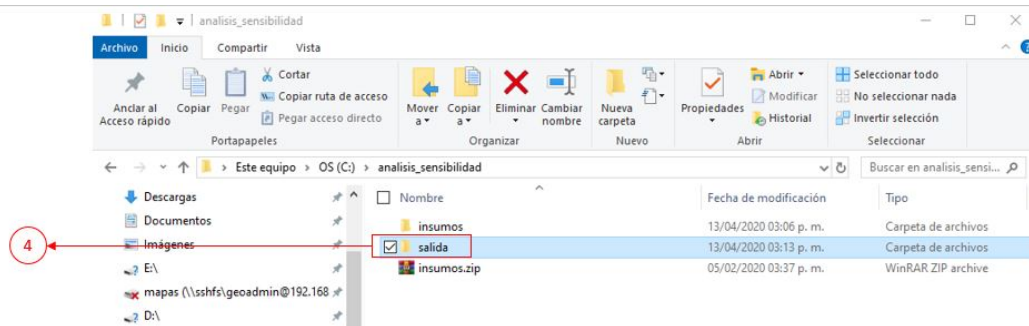 analisis_sensibilidad
Archivo Inicio Compartir Vista
Anclar al Acceso rápido
Copiar
Pegar
Cortar
Copiar ruta de acceso
Pegar acceso directo
Portapapeles
Mover a
Copiar a
Eliminar
Cambiar nombre
Organizar
Nueva carpeta
Nuevo
Propiedades
Abrir
Modificar
Historial
Abrir
Seleccionar todo
No seleccionar nada
Invertir selección
Seleccionar
Este equipo > OS (C:) > analisis_sensibilidad
Buscar en analisis_sensi...
Descargas
Documentos
Imágenes
E:\
mapas (\\sshfs\geoadmin@192.168
D:\
Nombre Fecha de modificación Tipo
insumos 13/04/2020 03:06 p. m. Carpeta de archivos
4
salida 13/04/2020 03:13 p. m. Carpeta de archivos
insumos.zip 05/02/2020 03:37 p. m. WinRAR ZIP archive